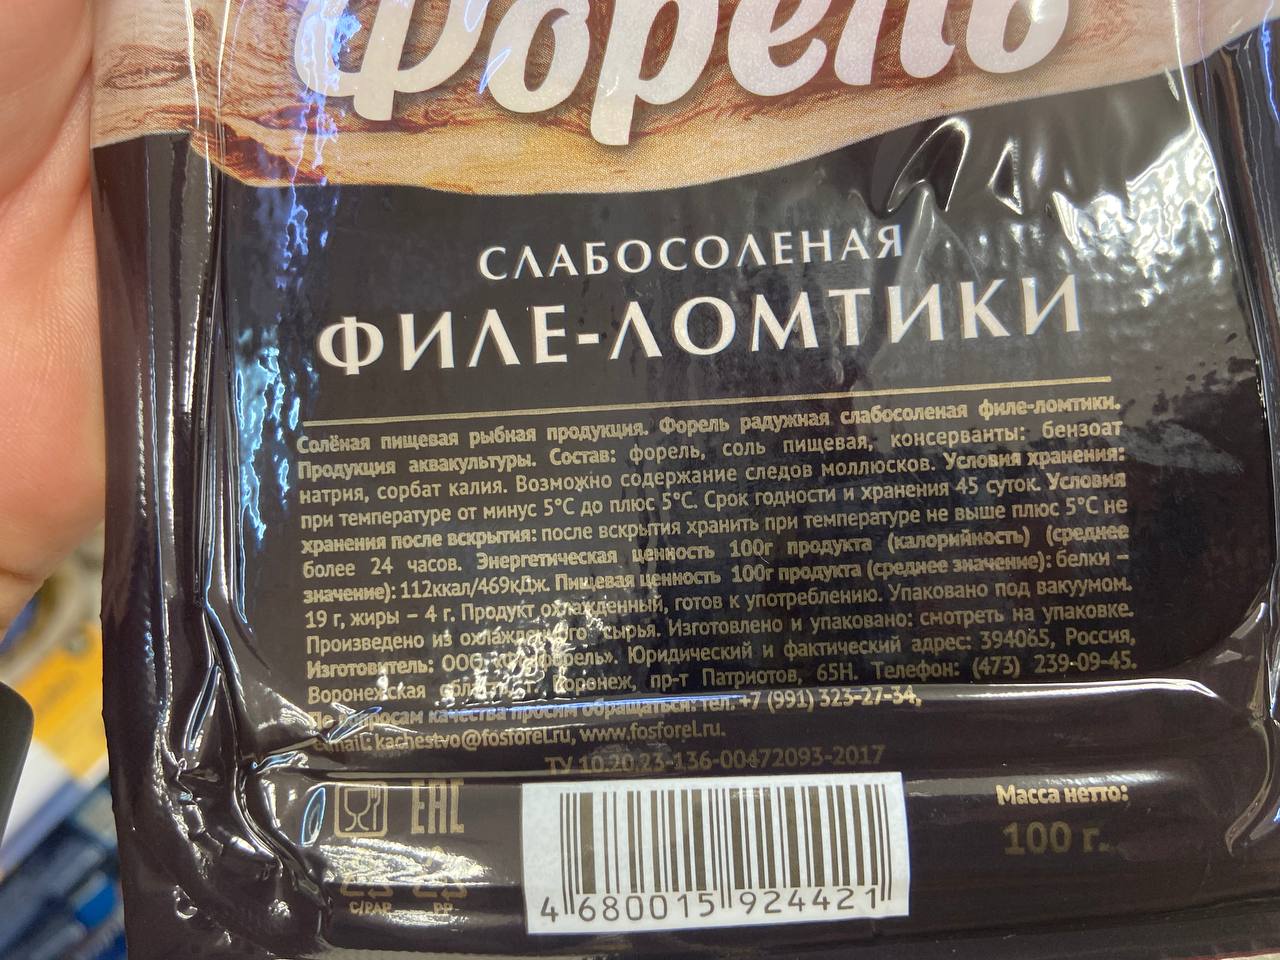 Форель
СЛАБОСОЛЕНАЯ
ФИЛЕ-ЛОМТИКИ
Солёная пищевая рыбная продукция. Форель радужная слабосоленая филе-ломтики.
Продукция аквакультуры. Состав: форель, соль пищевая, консерванты: бензоат
натрия, сорбат калия. Возможно содержание следов моллюсков. Условия хранения:
при температуре от минус 5°С до плюс 5°С. Срок годности и хранения 45 суток. Условия
хранения после вскрытия: после вскрытия хранить при температуре не выше плюс 5°С не
более 24 часов. Энергетическая ценность 100г продукта (калорийность) (среднее
значение): 112ккал/469кДж. Пищевая ценность 100г продукта (среднее значение): белки –
19 г, жиры – 4 г. Продукт охлажденный, готов к употреблению. Упаковано под вакуумом.
Произведено из охлажденного сырья. Изготовлено и упаковано: смотреть на упаковке.
Изготовитель: ООО Юридический и фактический адрес: 394065, Россия,
Воронежская Воронеж, пр-т Патриотов, 65Н. Телефон: (473) 239-09-45.
По вопросам качества просим обращаться: тел. +7 (991) 323-27-34,
e-mail: kachestvo@fosforel.ru, www.fosforel.ru.
ТУ 10.20.23-136-00472093-2017
ЕАС
Масса нетто:
100 г.
C/PAP
PP
4 680015 924421